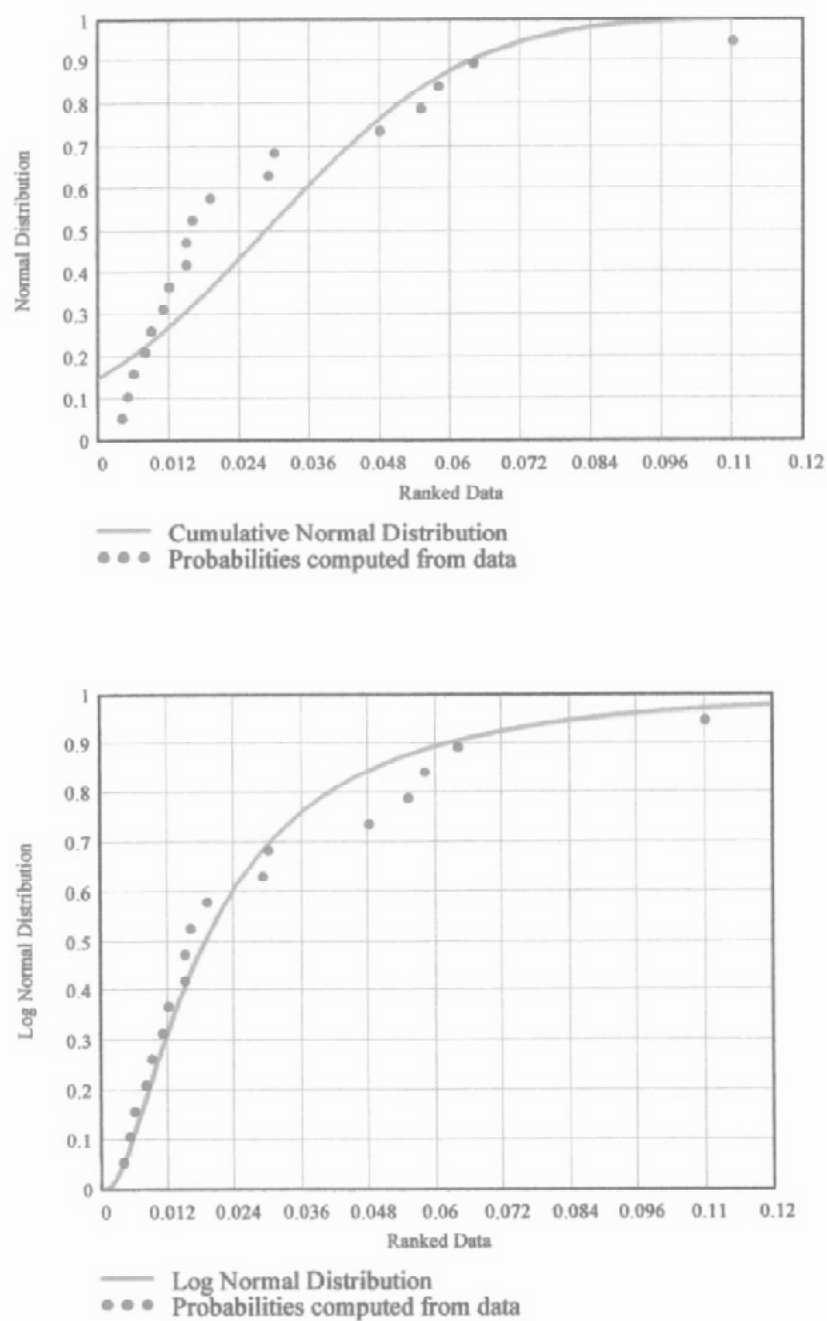 1
0.9
0.8
0.7
0.6
0.5
0.4
0.3
0.2
0.1
0
Normal Distribution
0 0.012 0.024 0.036 0.048 0.06 0.072 0.084 0.096 0.11 0.12
Ranked Data
Cumulative Normal Distribution
Probabilities computed from data
1
0.9
0.8
0.7
0.6
0.5
0.4
0.3
0.2
0.1
0
Log Normal Distribution
0 0.012 0.024 0.036 0.048 0.06 0.072 0.084 0.096 0.11 0.12
Ranked Data
Log Normal Distribution
Probabilities computed from data